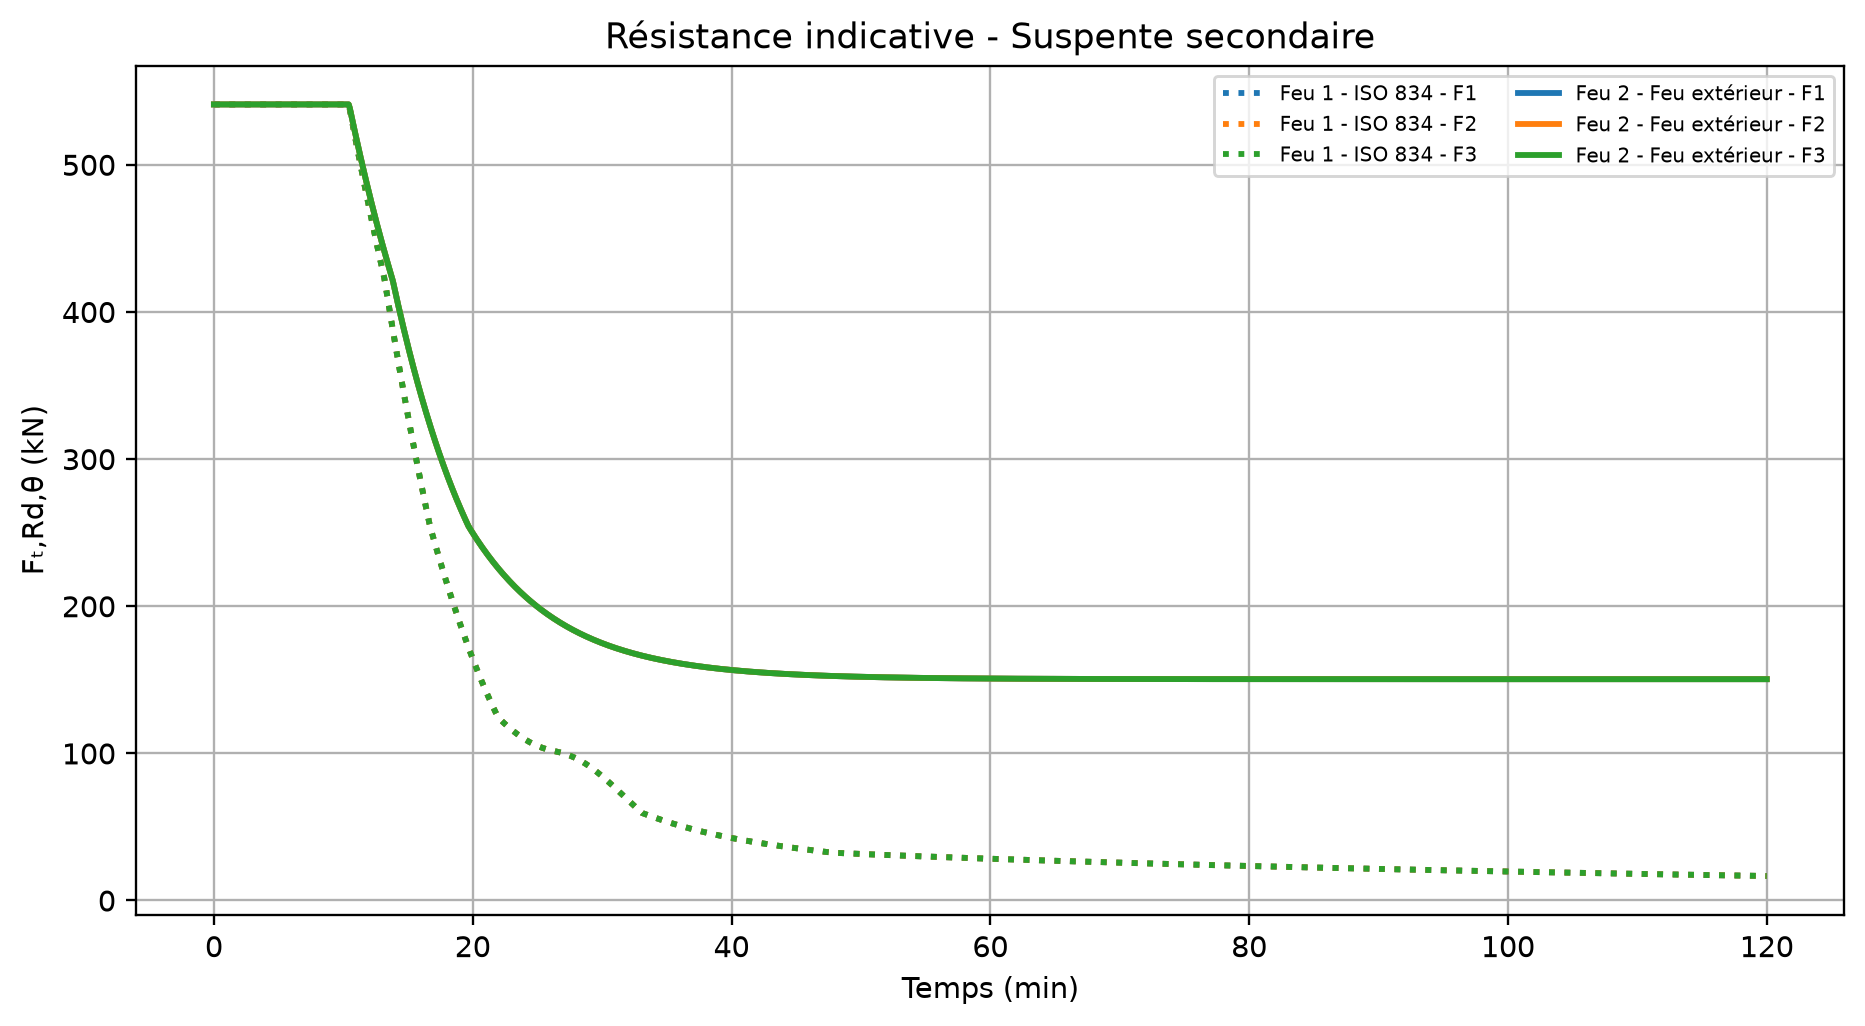 Résistance indicative - Suspente secondaire
Feu 1 - ISO 834 - F1
Feu 1 - ISO 834 - F2
Feu 1 - ISO 834 - F3
Feu 2 - Feu extérieur - F1
Feu 2 - Feu extérieur - F2
Feu 2 - Feu extérieur - F3
Fₜ,Rd,θ (kN)
500
400
300
200
100
0
0 20 40 60 80 100 120
Temps (min)